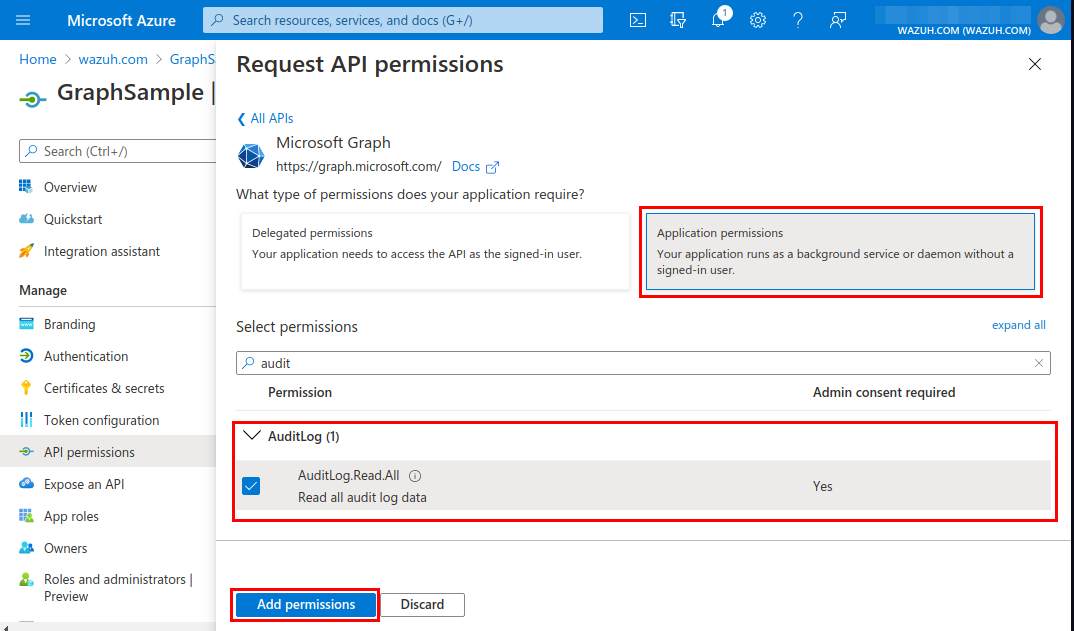 Microsoft Azure
Search resources, services, and docs (G+/)
1
WAZUH.COM (WAZUH.COM)
Home > wazuh.com > GraphS
GraphSample |
Search (Ctrl+/)
Overview
Quickstart
Integration assistant
Manage
Branding
Authentication
Certificates & secrets
Token configuration
API permissions
Expose an API
App roles
Owners
Roles and administrators |
Preview
Request API permissions
All APIs
Microsoft Graph
https://graph.microsoft.com/ Docs
What type of permissions does your application require?
Delegated permissions
Your application needs to access the API as the signed-in user.
Application permissions
Your application runs as a background service or daemon without a
signed-in user.
Select permissions
expand all
audit
Permission
Admin consent required
AuditLog (1)
AuditLog.Read.All
Read all audit log data
Yes
Add permissions
Discard